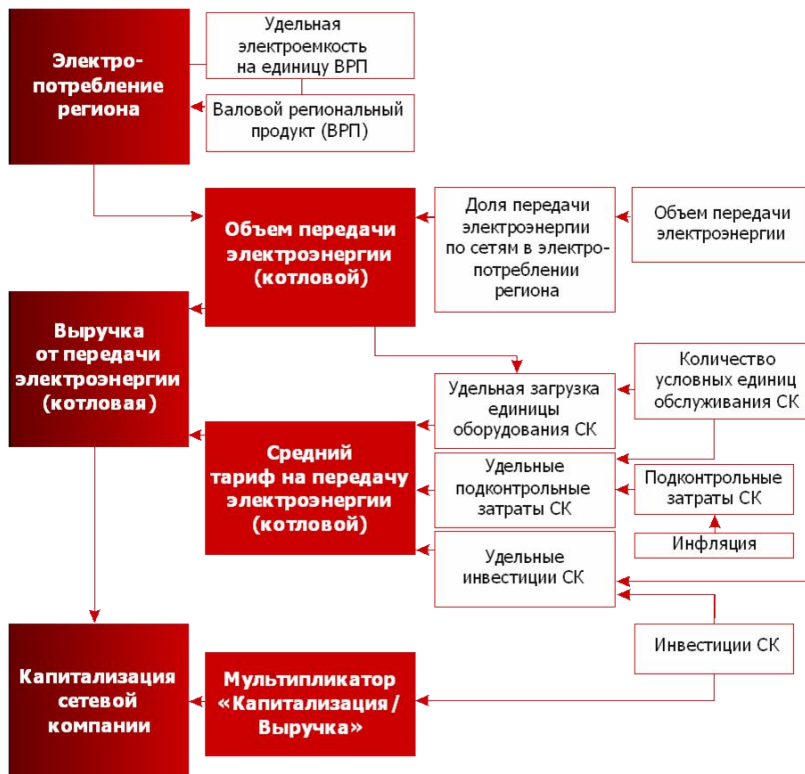 Электро-
потребление
региона
Удельная
электроемкость
на единицу ВРП
Валовой региональный
продукт (ВРП)
Объем передачи
электроэнергии
(котловой)
Доля передачи
электроэнергии
по сетям в электро-
потреблении
региона
Объем передачи
электроэнергии
Выручка
от передачи
электроэнергии
(котловая)
Удельная загрузка
единицы
оборудования СК
Количество
условных единиц
обслуживания СК
Средний
тариф на передачу
электроэнергии
(котловой)
Удельные
подконтрольные
затраты СК
Подконтрольные
затраты СК
Инфляция
Удельные
инвестиции СК
Инвестиции СК
Капитализация
сетевой
компании
Мультипликатор
«Капитализация/
Выручка»